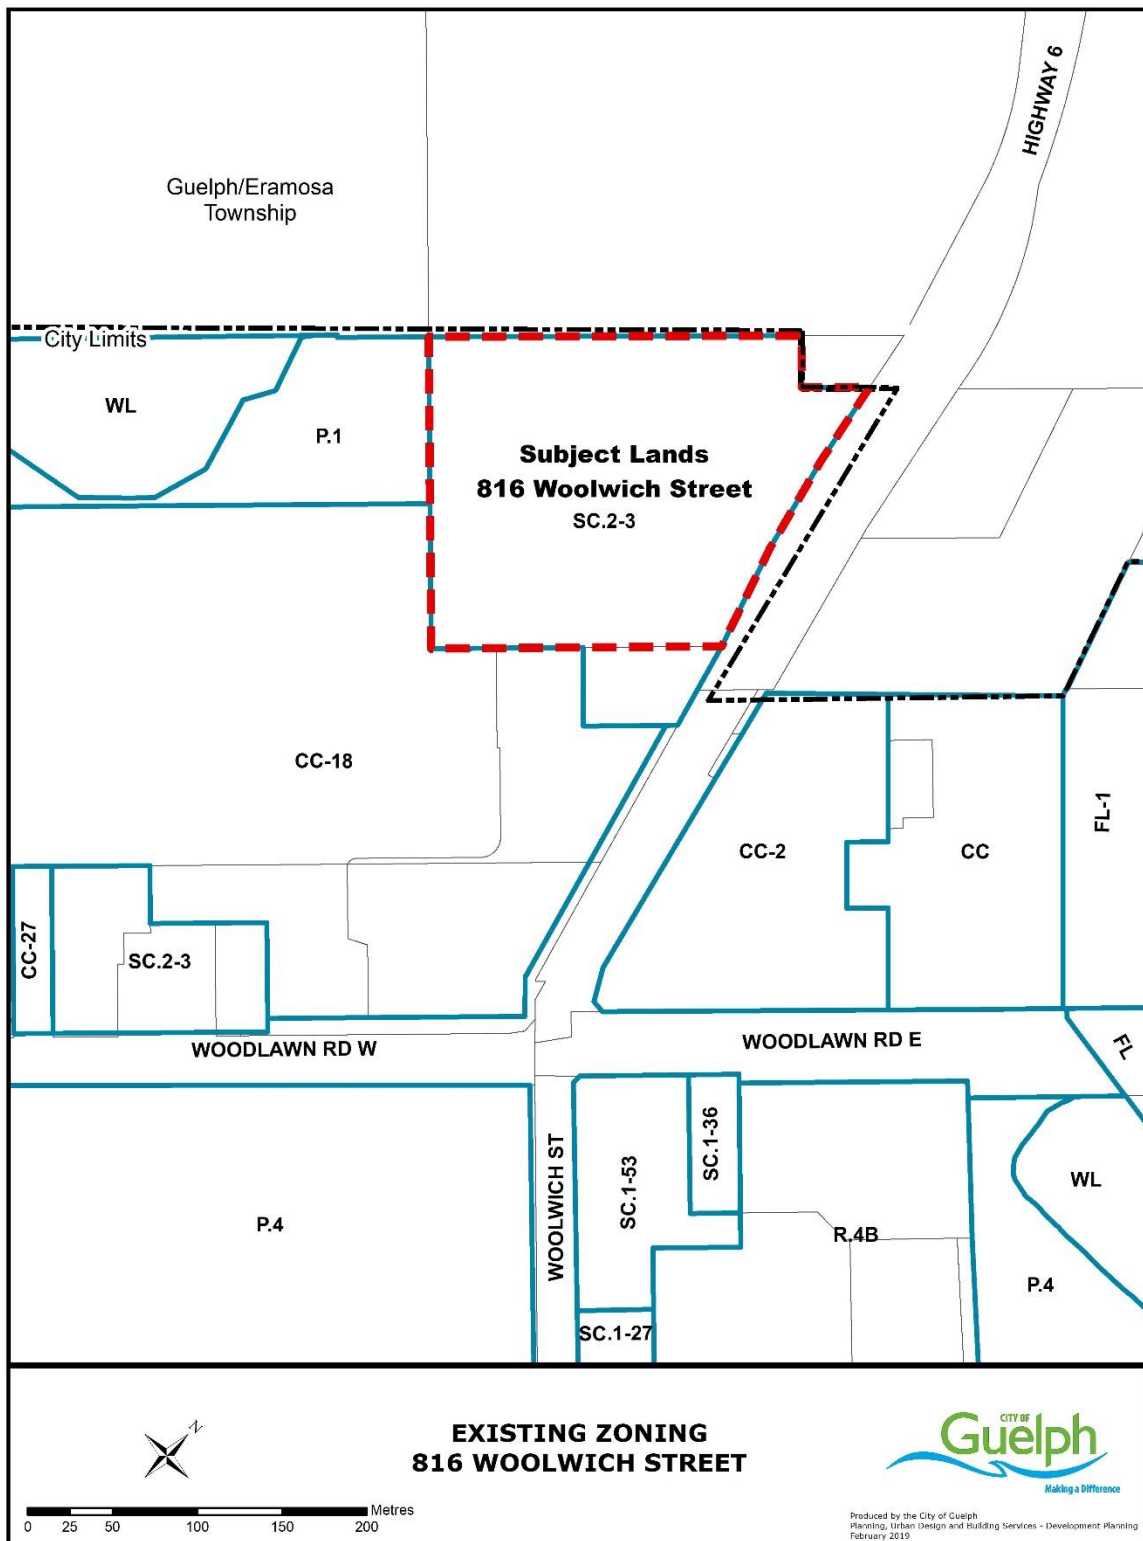 HIGHWAY 6
Guelph/Eramosa
Township
City Limits
WL
P.1
Subject Lands
816 Woolwich Street
SC.2-3
CC-18
CC-2
CC
FL-1
CC-27
SC.2-3
WOODLAWN RD W
WOODLAWN RD E
FL
WOOLWICH ST
SC.1-53
SC.1-36
WL
P.4
R.4B
P.4
SC.1-27
N
EXISTING ZONING
816 WOOLWICH STREET
CITY OF
Guelph
Making a Difference
Metres
0 25 50 100 150 200
Produced by the City of Guelph
Planning, Urban Design and Building Services - Development Planning
February 2019